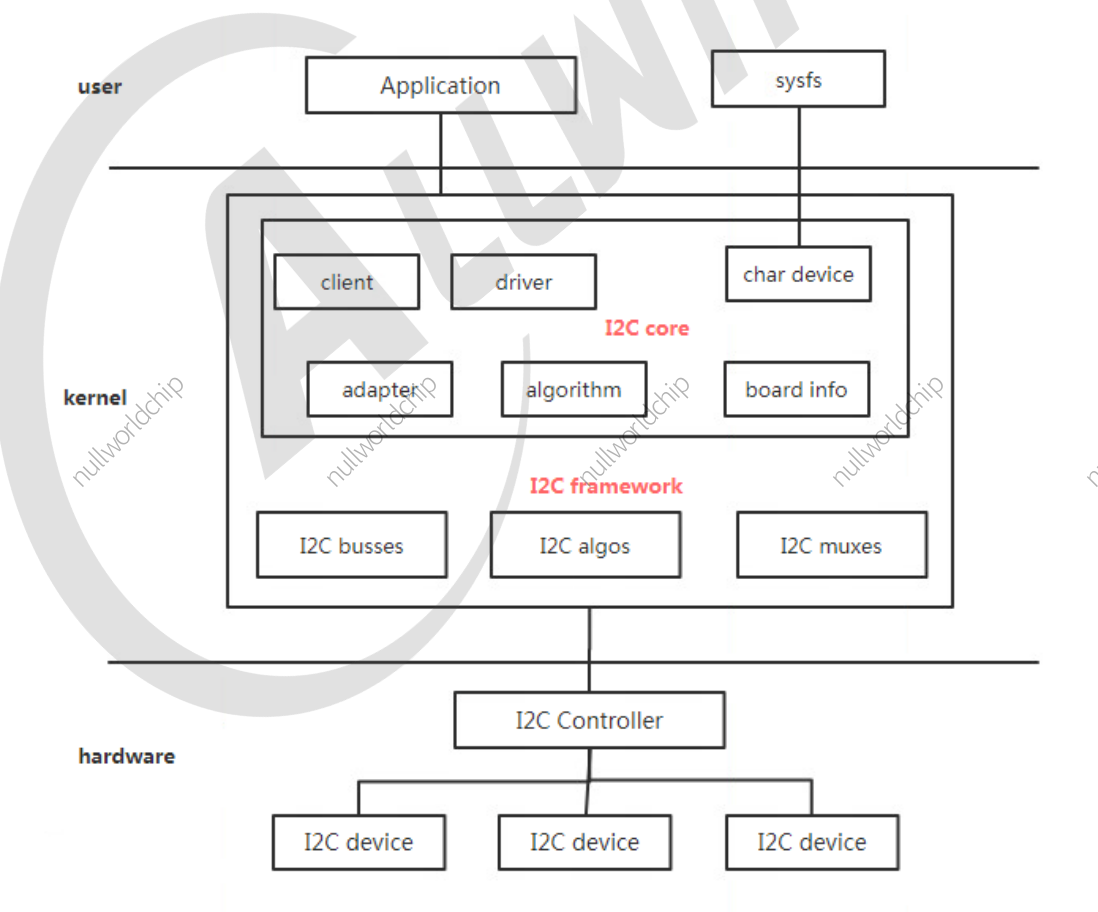 user
Application
sysfs
client
driver
char device
I2C core
kernel
adapter
algorithm
board info
I2C framework
I2C busses
I2C algos
I2C muxes
I2C Controller
hardware
I2C device
I2C device
I2C device
nullworldchip
nullworldchip
nullworldchip
nullworldchip